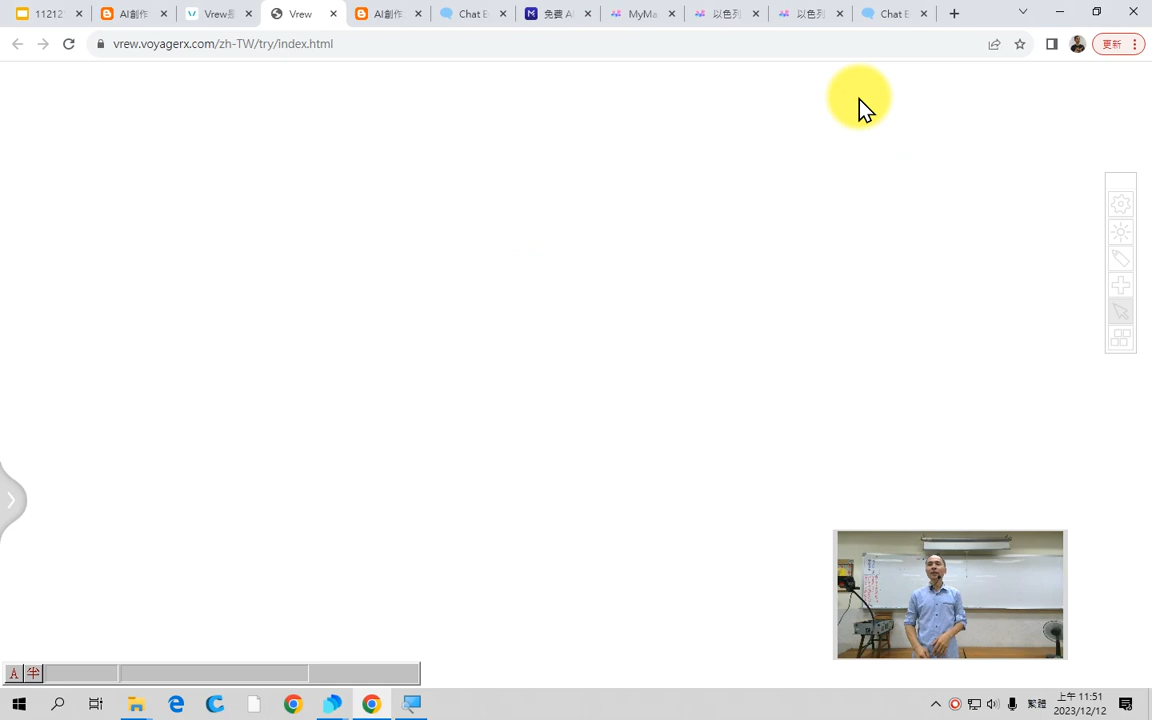 11212
AI創作
Vrew是
Vrew
AI創作
Chat E
免費 AI
MyMa
以色列
以色列
Chat E
vrew.voyagerx.com/zh-TW/try/index.html
更新
A 半
繁體
上午 11:51
2023/12/12